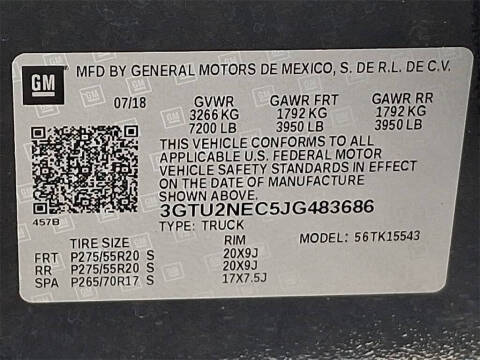 GM
MFD BY GENERAL MOTORS DE MEXICO, S. DE R.L. DE C.V.
07/18 GVWR GAWR FRT GAWR RR
3266 KG 1792 KG 1792 KG
7200 LB 3950 LB 3950 LB
THIS VEHICLE CONFORMS TO ALL
APPLICABLE U.S. FEDERAL MOTOR
VEHICLE SAFETY STANDARDS IN EFFECT
ON THE DATE OF MANUFACTURE
SHOWN ABOVE.
3GTU2NEC5JG483686
457B
TYPE: TRUCK
RIM MODEL: 56TK15543
FRT P275/55R20 S 20X9J
RR P275/55R20 S 20X9J
SPA P265/70R17 S 17X7.5J